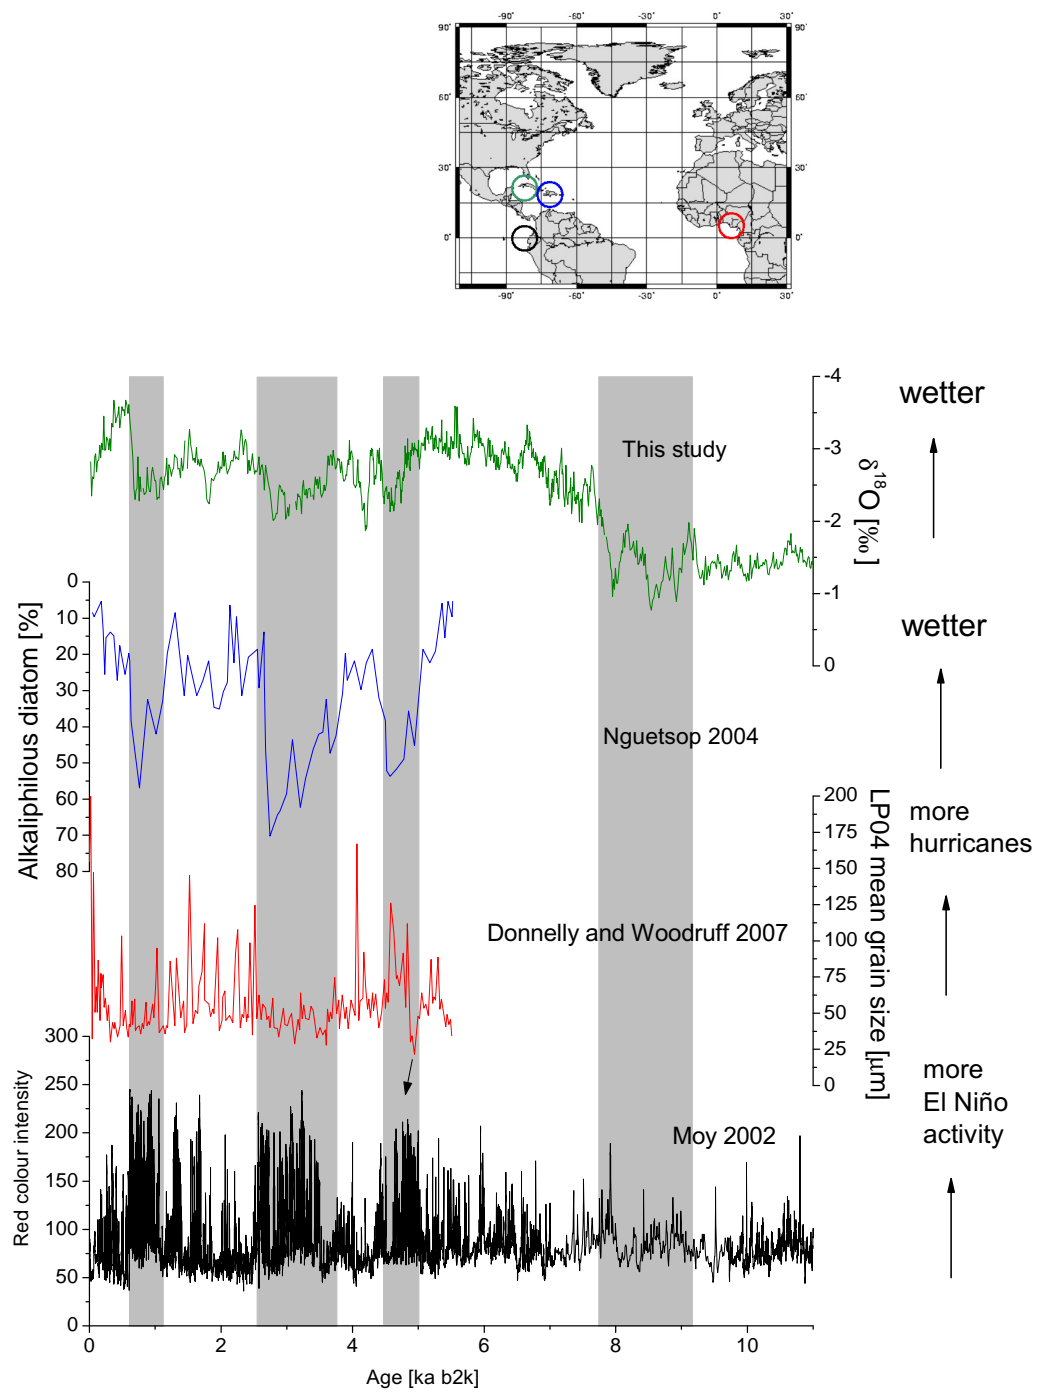 -90˚ -60˚ -30˚ 0˚ 30˚
90˚ 90˚
60˚ 60˚
30˚ 30˚
0˚ 0˚
-90˚ -60˚ -30˚ 0˚ 30˚
-4
-3
-2
-1
0
δ18O [‰]
wetter
This study
0
10
20
30
40
50
60
70
80
Alkaliphilous diatom [%]
wetter
Nguetsop 2004
200
175
150
125
100
75
50
25
0
LP04 mean grain size [μm]
more
hurricanes
Donnelly and Woodruff 2007
300
250
200
150
100
50
0
Red colour intensity
more
El Niño
activity
Moy 2002
0 2 4 6 8 10
Age [ka b2k]